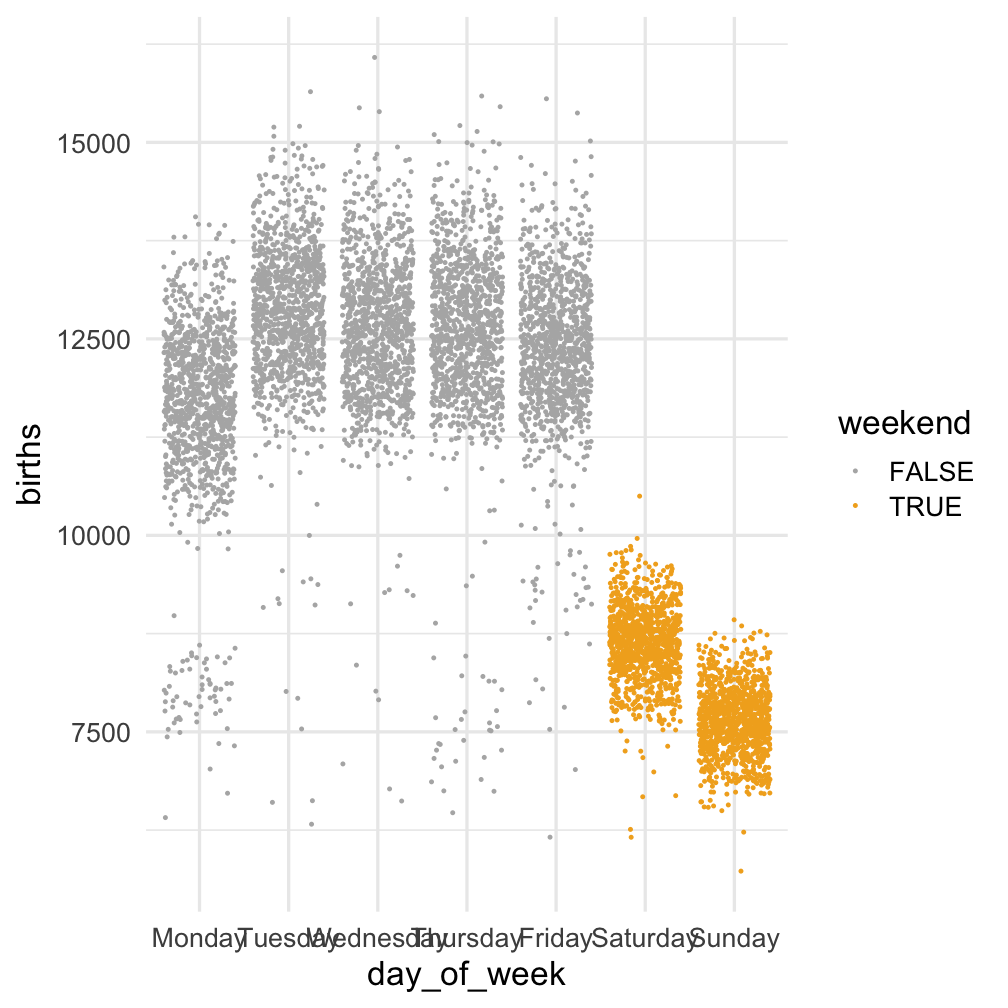 births
15000
12500
10000
7500
Monday Tuesday Wednesday Thursday Friday Saturday Sunday
day_of_week
weekend
FALSE
TRUE